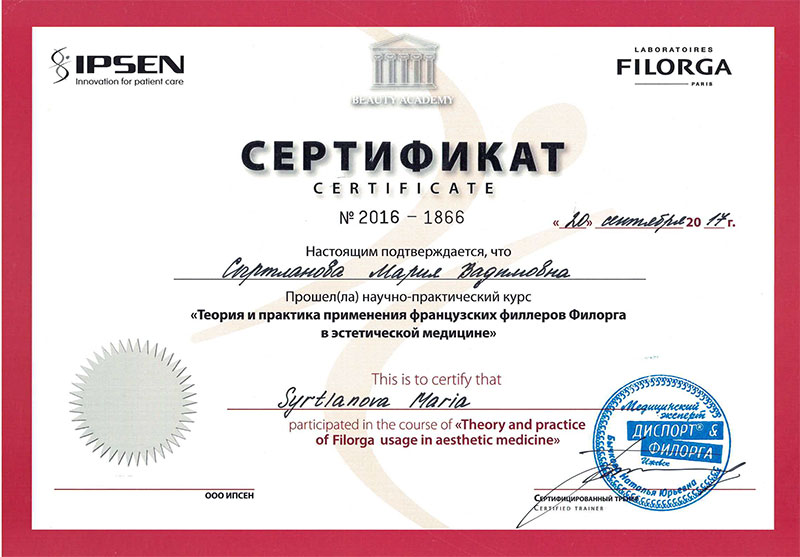 IPSEN
Innovation for patient care
BEAUTY ACADEMY
LABORATOIRES
FILORGA
PARIS
СЕРТИФИКАТ
CERTIFICATE
№ 2016 - 1866
« 20 » сентября 20 17 г.
Настоящим подтверждается, что
Сыртланова Мария Вадимовна
Прошел(ла) научно-практический курс
«Теория и практика применения французских филлеров Филорга
в эстетической медицине»
This is to certify that
Syrtlanova Maria
participated in the course of «Theory and practice
of Filorga usage in aesthetic medicine»
Медицинский
эксперт
ДИСПОРТ® &
ФИЛОРГА
Ижевск
Наталья Юрьевна
ООО ИПСЕН
Сертифицированный тренер
Certified trainer